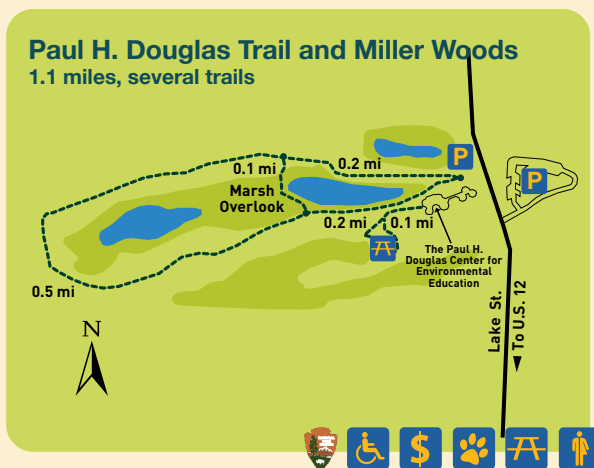 Paul H. Douglas Trail and Miller Woods
1.1 miles, several trails
P
0.2 mi
0.1 mi
Marsh
Overlook
P
0.2 mi
0.1 mi
The Paul H.
Douglas Center for
Environmental
Education
0.5 mi
Lake St.
To U.S. 12
N
$